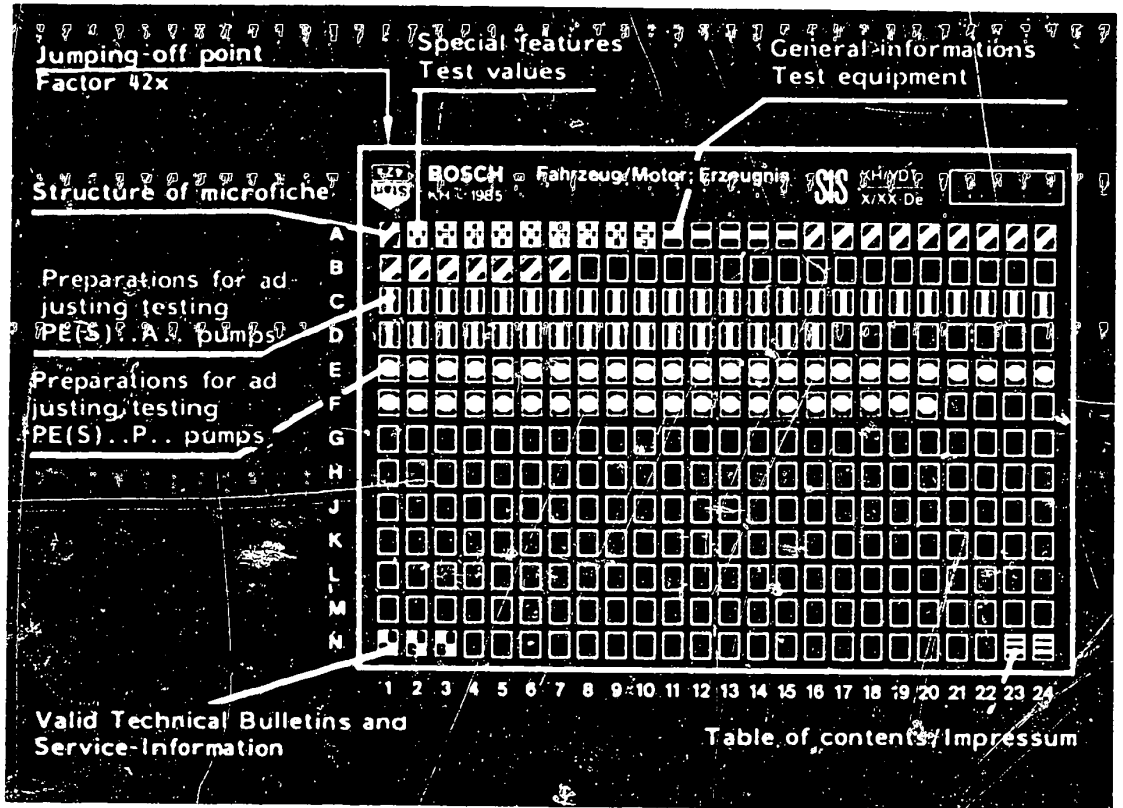 Jumping-off point
Factor 42x
Special features
Test values
General-informations
Test equipment
Structure of microfiche
BOSCH
1985
Fahrzeug/Motor; Erzeugnis
SIS
KH/VDT
X/XX-De
Preparations for ad
justing testing
PE(S)..A.. pumps
Preparations for ad
justing testing
PE(S)..P.. pumps
A
B
C
D
E
F
G
H
J
K
L
M
N
1 2 3 4 5 6 7 8 9 10 11 12 13 14 15 16 17 18 19 20 21 22 23 24
Valid Technical Bulletins and
Service-Information
Table of contents/Impressum